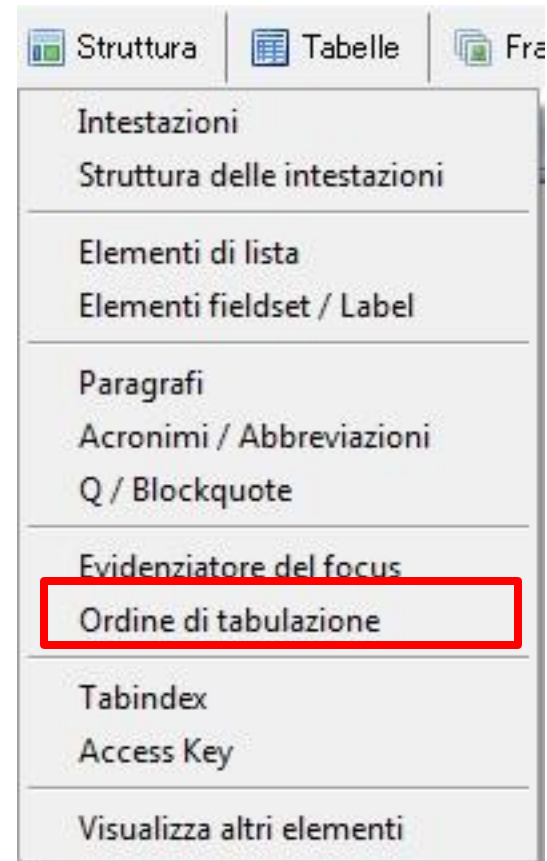 Struttura Tabelle Fra
Intestazioni
Struttura delle intestazioni
Elementi di lista
Elementi fieldset / Label
Paragrafi
Acronimi / Abbreviazioni
Q / Blockquote
Evidenziatore del focus
Ordine di tabulazione
Tabindex
Access Key
Visualizza altri elementi